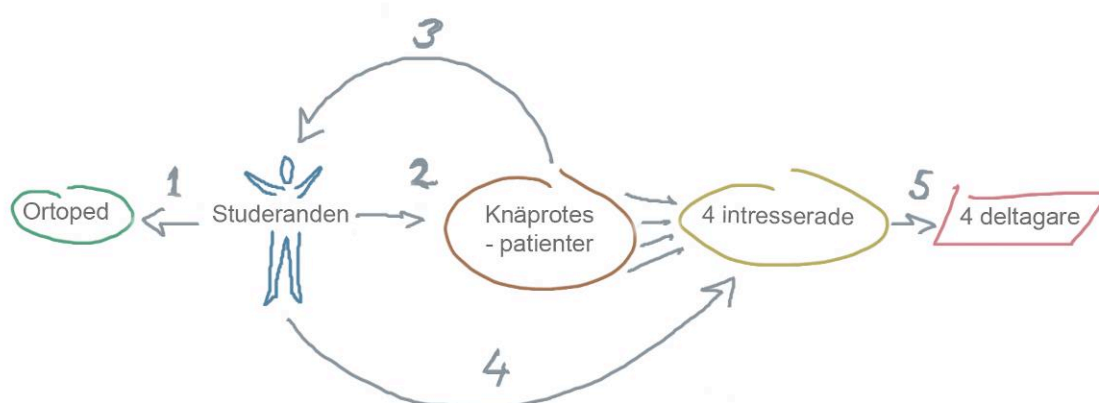 3
1
2
5
Ortoped
Studeranden
Knäprotes
- patienter
4 intresserade
4 deltagare
4